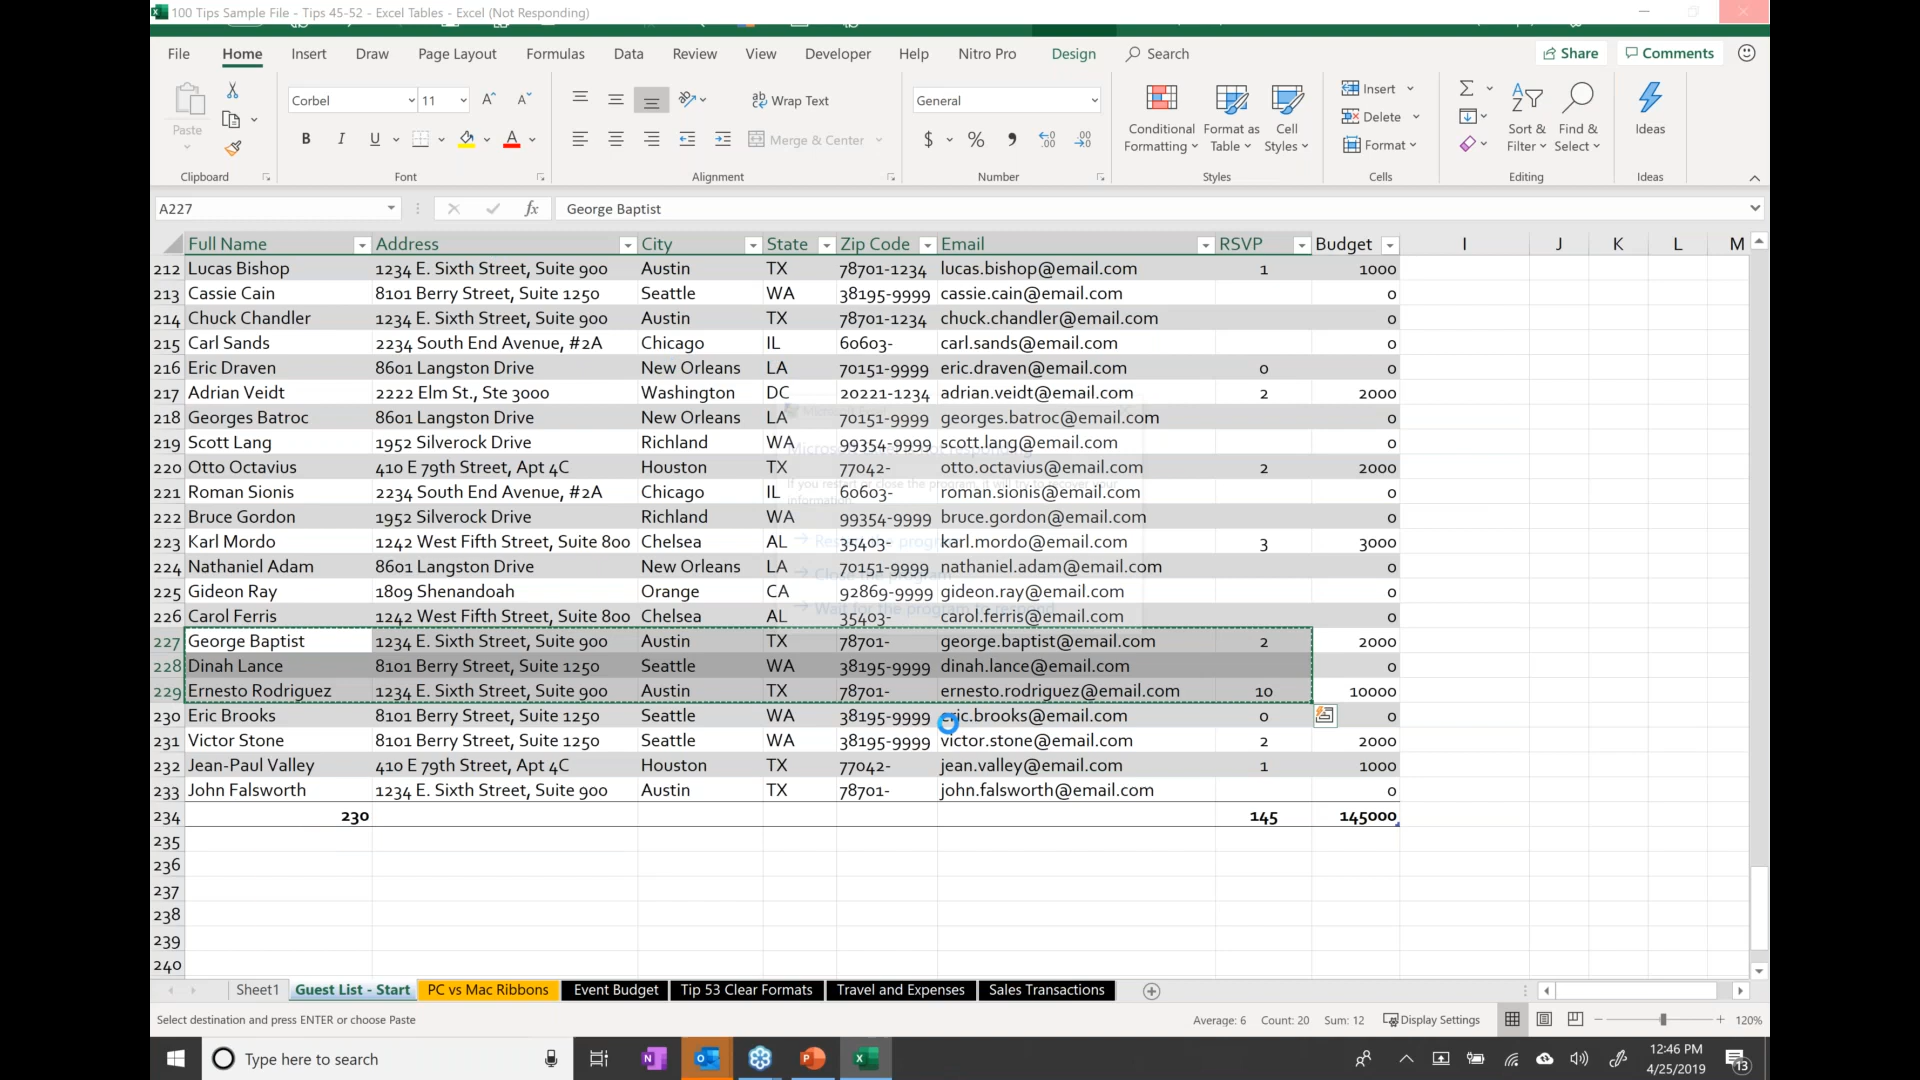 100 Tips Sample File - Tips 45-52 - Excel Tables - Excel (Not Responding)
File Home Insert Draw Page Layout Formulas Data Review View Developer Help Nitro Pro Design Search Share Comments
Paste
Clipboard
Corbel 11
B I U A
Font
Wrap Text
Merge & Center
Alignment
General
$ % ,
Number
Conditional Formatting
Format as Table
Cell Styles
Styles
Insert
Delete
Format
Cells
Sort & Filter
Find & Select
Editing
Ideas
Ideas
A227 fx George Baptist
Full Name Address City State Zip Code Email RSVP Budget I J K L M
212 Lucas Bishop 1234 E. Sixth Street, Suite 900 Austin TX 78701-1234 lucas.bishop@email.com 1 1000
213 Cassie Cain 8101 Berry Street, Suite 1250 Seattle WA 38195-9999 cassie.cain@email.com 0
214 Chuck Chandler 1234 E. Sixth Street, Suite 900 Austin TX 78701-1234 chuck.chandler@email.com 0
215 Carl Sands 2234 South End Avenue, #2A Chicago IL 60603- carl.sands@email.com 0
216 Eric Draven 8601 Langston Drive New Orleans LA 70151-9999 eric.draven@email.com 0 0
217 Adrian Veidt 2222 Elm St., Ste 3000 Washington DC 20221-1234 adrian.veidt@email.com 2 2000
218 Georges Batroc 8601 Langston Drive New Orleans LA 70151-9999 georges.batroc@email.com 0
219 Scott Lang 1952 Silverock Drive Richland WA 99354-9999 scott.lang@email.com 0
220 Otto Octavius 410 E 79th Street, Apt 4C Houston TX 77042- otto.octavius@email.com 2 2000
221 Roman Sionis 2234 South End Avenue, #2A Chicago IL 60603- roman.sionis@email.com 0
222 Bruce Gordon 1952 Silverock Drive Richland WA 99354-9999 bruce.gordon@email.com 0
223 Karl Mordo 1242 West Fifth Street, Suite 800 Chelsea AL 35403- karl.mordo@email.com 3 3000
224 Nathaniel Adam 8601 Langston Drive New Orleans LA 70151-9999 nathaniel.adam@email.com 0
225 Gideon Ray 1809 Shenandoah Orange CA 92869-9999 gideon.ray@email.com 0
226 Carol Ferris 1242 West Fifth Street, Suite 800 Chelsea AL 35403- carol.ferris@email.com 0
227 George Baptist 1234 E. Sixth Street, Suite 900 Austin TX 78701- george.baptist@email.com 2 2000
228 Dinah Lance 8101 Berry Street, Suite 1250 Seattle WA 38195-9999 dinah.lance@email.com 0
229 Ernesto Rodriguez 1234 E. Sixth Street, Suite 900 Austin TX 78701- ernesto.rodriguez@email.com 10 10000
230 Eric Brooks 8101 Berry Street, Suite 1250 Seattle WA 38195-9999 eric.brooks@email.com 0 0
231 Victor Stone 8101 Berry Street, Suite 1250 Seattle WA 38195-9999 victor.stone@email.com 2 2000
232 Jean-Paul Valley 410 E 79th Street, Apt 4C Houston TX 77042- jean.valley@email.com 1 1000
233 John Falsworth 1234 E. Sixth Street, Suite 900 Austin TX 78701- john.falsworth@email.com 0
234 230 145 145000
235
236
237
238
239
240
If you restart or close the program, it will try to recover your
information.
Wait for the program to respond
Sheet1 Guest List - Start PC vs Mac Ribbons Event Budget Tip 53 Clear Formats Travel and Expenses Sales Transactions
Select destination and press ENTER or choose Paste Average: 6 Count: 20 Sum: 12 Display Settings 120%
Type here to search
12:46 PM
4/25/2019
13